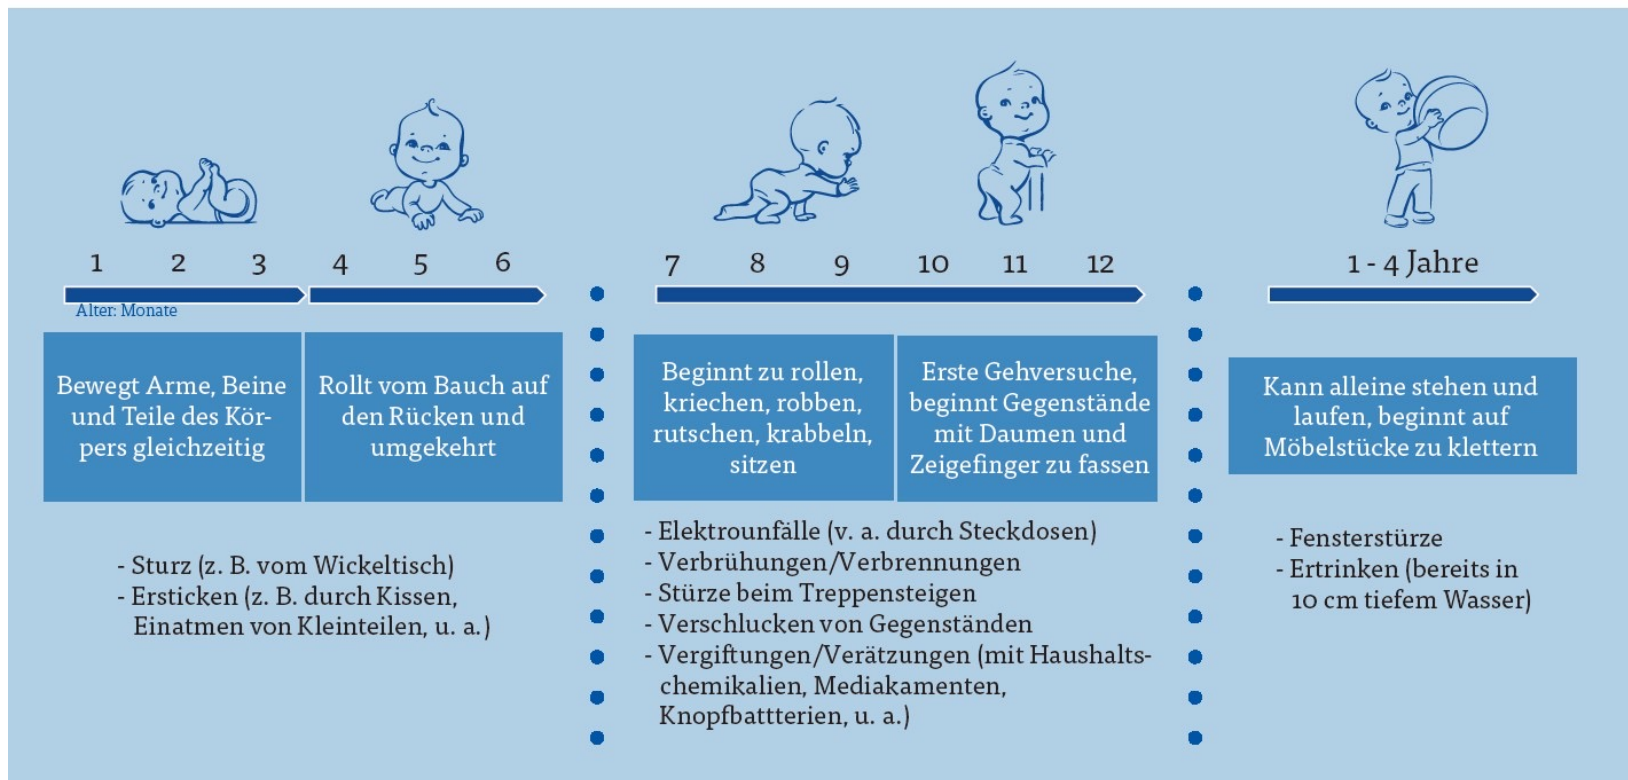 1 2 3 4 5 6
Alter: Monate
Bewegt Arme, Beine
und Teile des Kör-
pers gleichzeitig
Rollt vom Bauch auf
den Rücken und
umgekehrt
- Sturz (z. B. vom Wickeltisch)
- Ersticken (z. B. durch Kissen,
Einatmen von Kleinteilen, u. a.)
7 8 9 10 11 12
Beginnt zu rollen,
kriechen, robben,
rutschen, krabbeln,
sitzen
Erste Gehversuche,
beginnt Gegenstände
mit Daumen und
Zeigefinger zu fassen
- Elektrounfälle (v. a. durch Steckdosen)
- Verbrühungen/Verbrennungen
- Stürze beim Treppensteigen
- Verschlucken von Gegenständen
- Vergiftungen/Verätzungen (mit Haushalts-
chemikalien, Mediakamenten,
Knopfbattterien, u. a.)
1 - 4 Jahre
Kann alleine stehen und
laufen, beginnt auf
Möbelstücke zu klettern
- Fensterstürze
- Ertrinken (bereits in
10 cm tiefem Wasser)